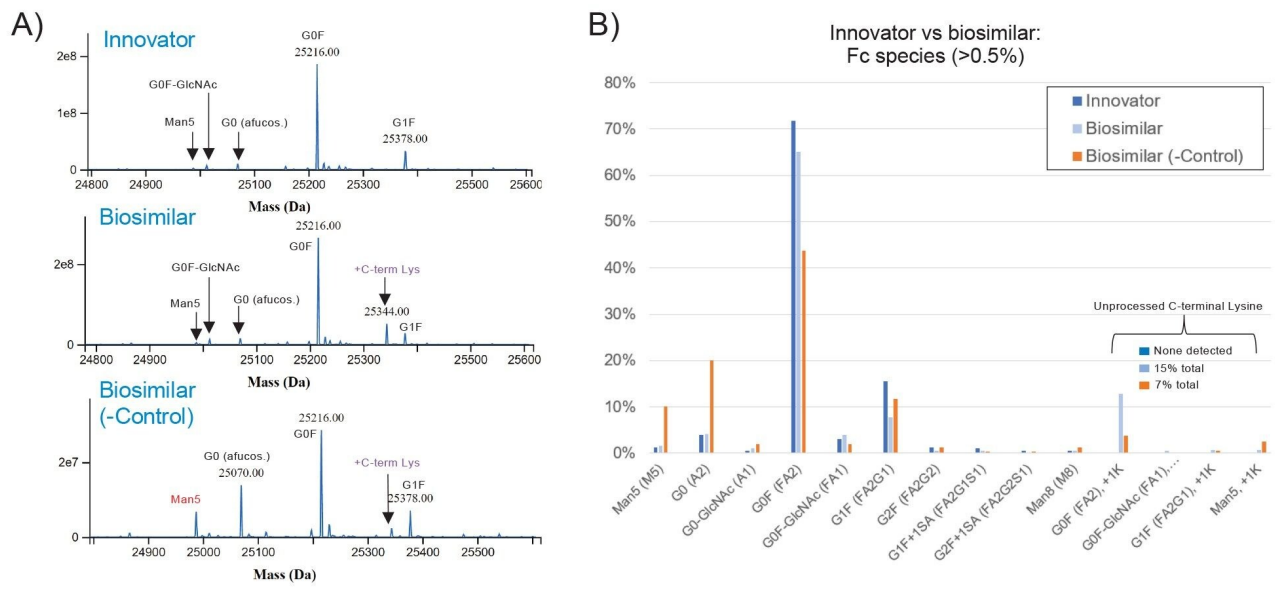 A)
Innovator
G0F
25216.00
2e8
G0F-GlcNAc
1e8
Man5
G0 (afucos.)
G1F
25378.00
0
24800 24900 25100 25200 25300 25500 25600
Mass (Da)
Biosimilar
25216.00
G0F
2e8
G0F-GlcNAc
+C-term Lys
Man5
G0 (afucos.)
25344.00
G1F
0
24800 24900 25100 25200 25300 25500 25600
Mass (Da)
Biosimilar
(-Control)
25216.00
G0F
2e7
G0 (afucos.)
25070.00
+C-term Lys
Man5
G1F
25378.00
0
24900 25000 25100 25300 25400 25500
Mass (Da)
B)
Innovator vs biosimilar:
Fc species (>0.5%)
80%
70%
60%
50%
40%
30%
20%
10%
0%
Innovator
Biosimilar
Biosimilar (-Control)
Unprocessed C-terminal Lysine
None detected
15% total
7% total
Man5 (M5)
G0 (A2)
G0-GlcNAc (A1)
G0F (FA2)
G0F-GlcNAc (FA1)
G1F (FA2G1)
G2F (FA2G2)
G1F+1SA (FA2G1S1)
G2F+1SA (FA2G2S1)
Man8 (M8)
G0F (FA2), +1K
G0F-GlcNAc (FA1),....
G1F (FA2G1), +1K
Man5, +1K